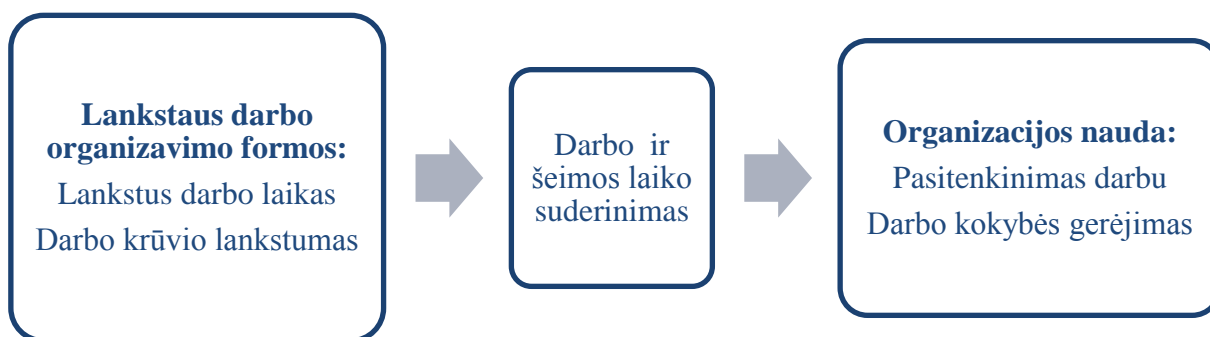 Lankstaus darbo
organizavimo formos:
Lankstus darbo laikas
Darbo krūvio lankstumas
Darbo ir
šeimos laiko
suderinimas
Organizacijos nauda:
Pasitenkinimas darbu
Darbo kokybės gerėjimas